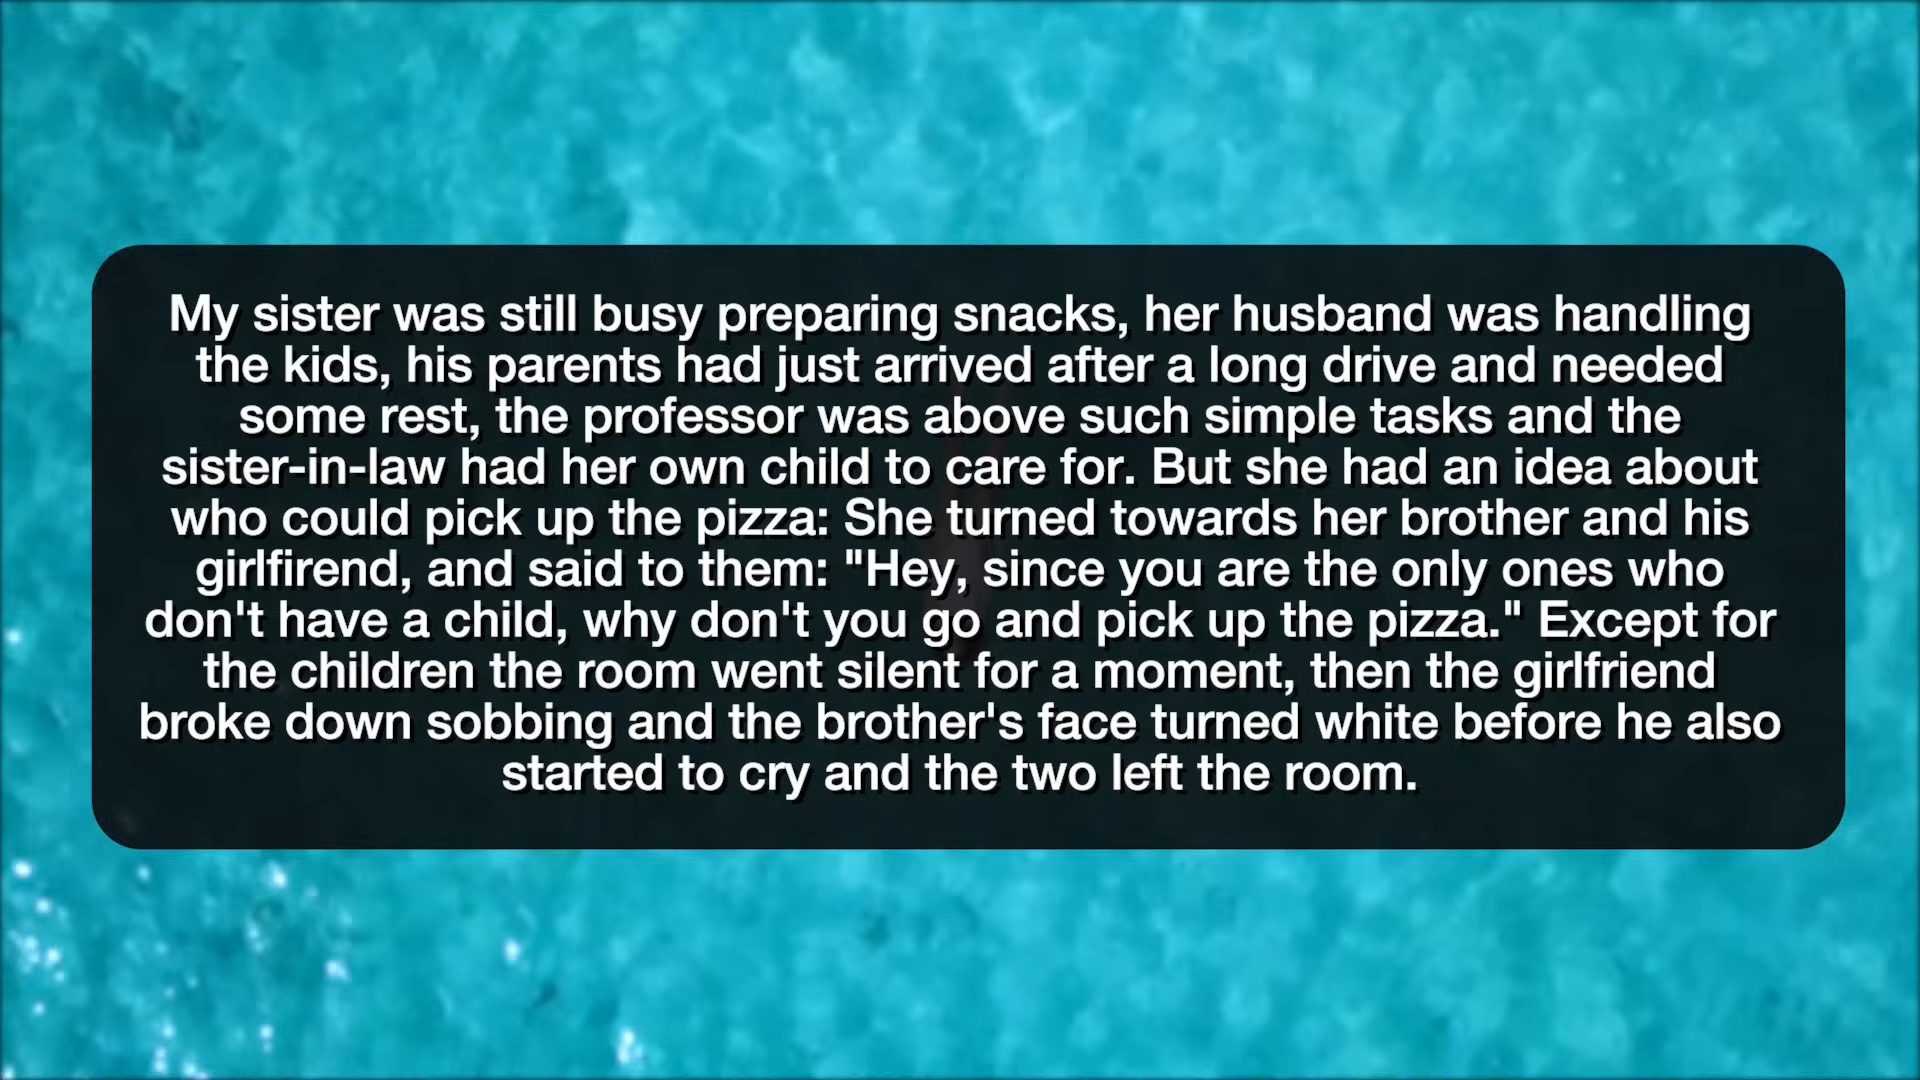 My sister was still busy preparing snacks, her husband was handling
the kids, his parents had just arrived after a long drive and needed
some rest, the professor was above such simple tasks and the
sister-in-law had her own child to care for. But she had an idea about
who could pick up the pizza: She turned towards her brother and his
girlfirend, and said to them: "Hey, since you are the only ones who
don't have a child, why don't you go and pick up the pizza." Except for
the children the room went silent for a moment, then the girlfriend
broke down sobbing and the brother's face turned white before he also
started to cry and the two left the room.